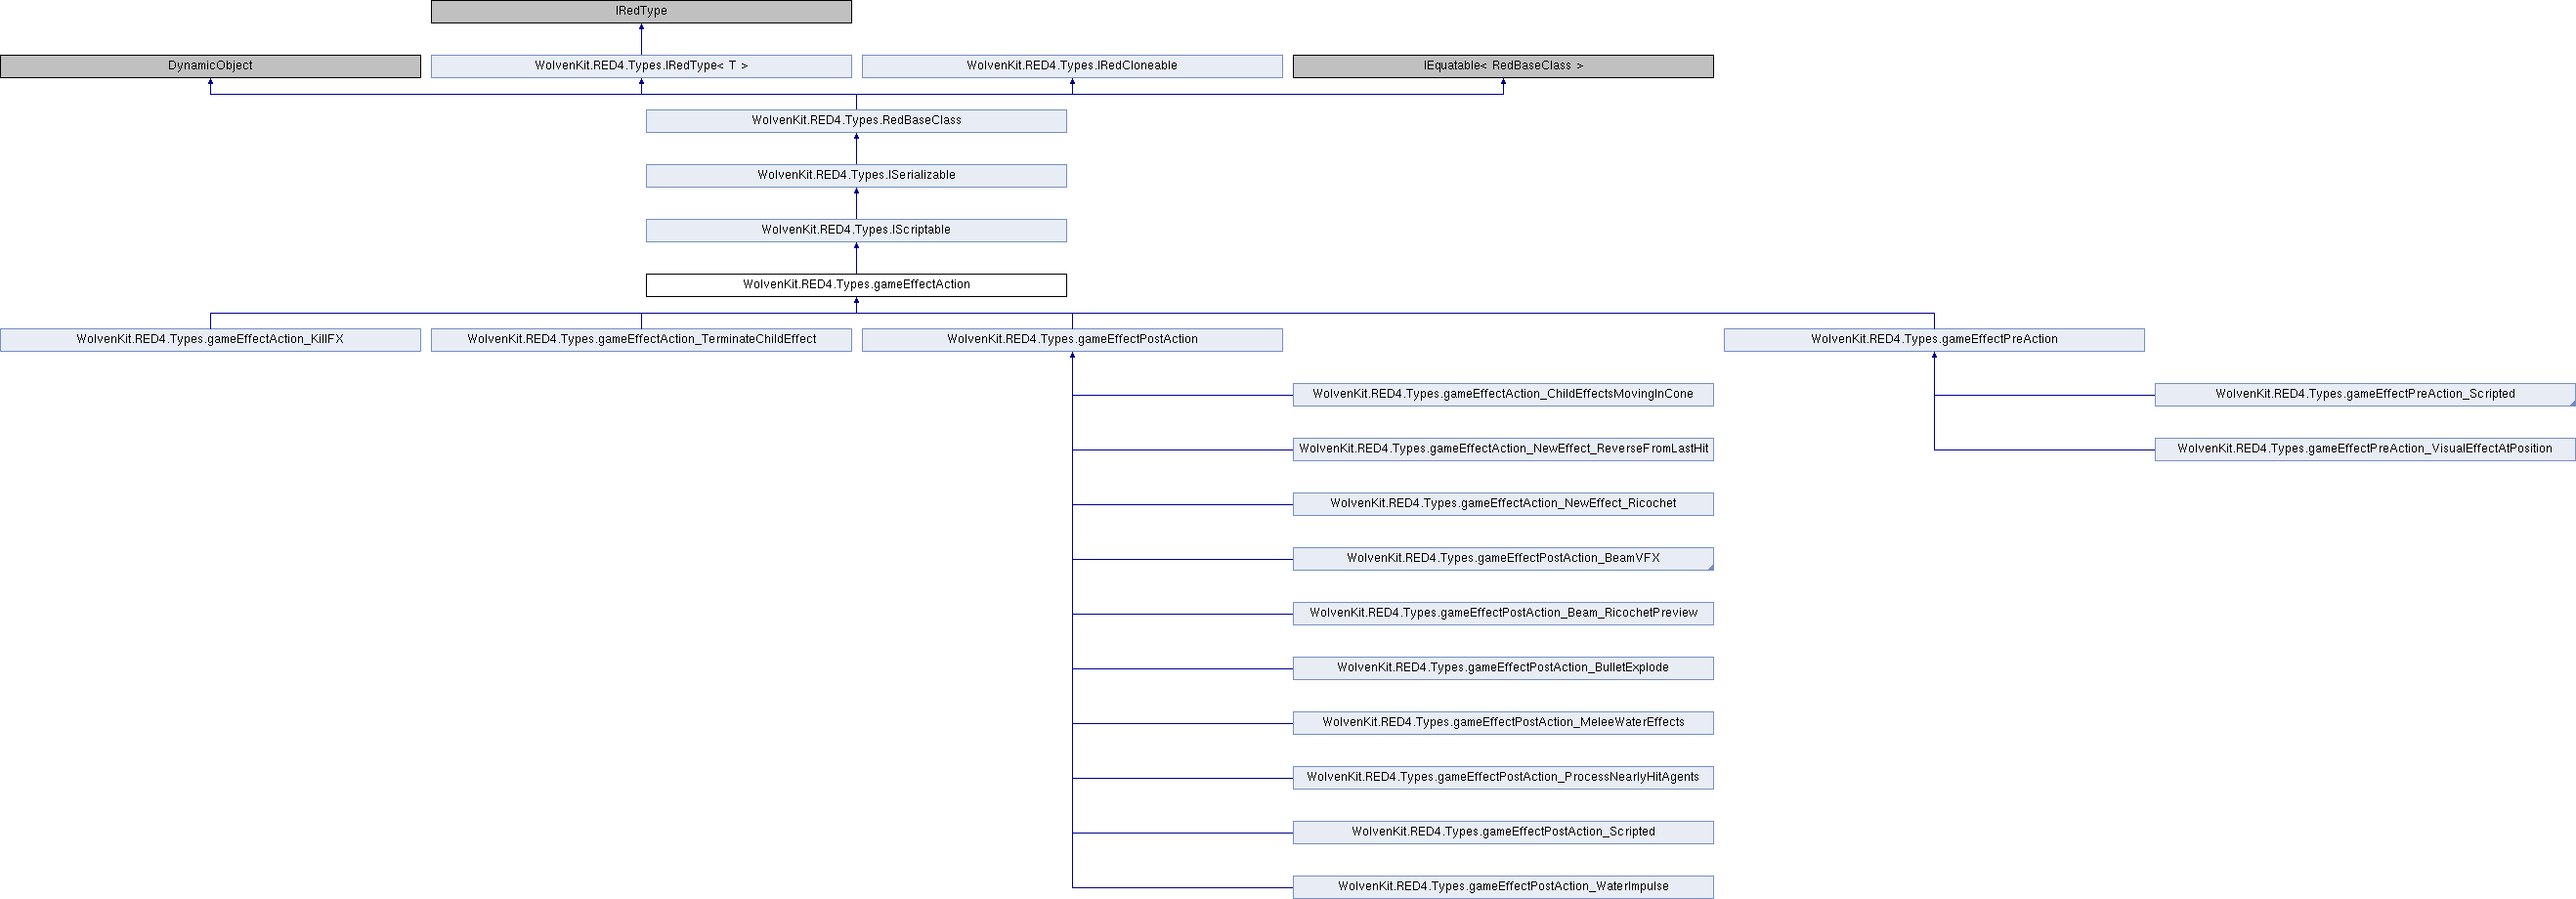 IRedType
DynamicObject
WolvenKit.RED4.Types.IRedType< T >
WolvenKit.RED4.Types.IRedCloneable
IEquatable< RedBaseClass >
WolvenKit.RED4.Types.RedBaseClass
WolvenKit.RED4.Types.ISerializable
WolvenKit.RED4.Types.IScriptable
WolvenKit.RED4.Types.gameEffectAction
WolvenKit.RED4.Types.gameEffectAction_KillFX
WolvenKit.RED4.Types.gameEffectAction_TerminateChildEffect
WolvenKit.RED4.Types.gameEffectPostAction
WolvenKit.RED4.Types.gameEffectPreAction
WolvenKit.RED4.Types.gameEffectAction_ChildEffectsMovingInCone
WolvenKit.RED4.Types.gameEffectPreAction_Scripted
WolvenKit.RED4.Types.gameEffectAction_NewEffect_ReverseFromLastHit
WolvenKit.RED4.Types.gameEffectPreAction_VisualEffectAtPosition
WolvenKit.RED4.Types.gameEffectAction_NewEffect_Ricochet
WolvenKit.RED4.Types.gameEffectPostAction_BeamVFX
WolvenKit.RED4.Types.gameEffectPostAction_Beam_RicochetPreview
WolvenKit.RED4.Types.gameEffectPostAction_BulletExplode
WolvenKit.RED4.Types.gameEffectPostAction_MeleeWaterEffects
WolvenKit.RED4.Types.gameEffectPostAction_ProcessNearlyHitAgents
WolvenKit.RED4.Types.gameEffectPostAction_Scripted
WolvenKit.RED4.Types.gameEffectPostAction_WaterImpulse